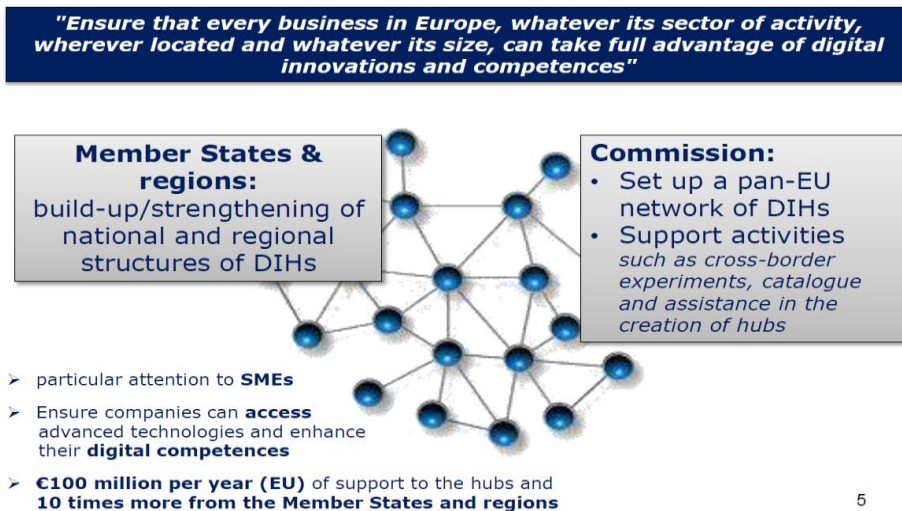 "Ensure that every business in Europe, whatever its sector of activity,
wherever located and whatever its size, can take full advantage of digital
innovations and competences"
Member States &
regions:
build-up/strengthening of
national and regional
structures of DIHs
Commission:
• Set up a pan-EU
network of DIHs
• Support activities
such as cross-border
experiments, catalogue
and assistance in the
creation of hubs
➢ particular attention to SMEs
➢ Ensure companies can access
advanced technologies and enhance
their digital competences
➢ €100 million per year (EU) of support to the hubs and
10 times more from the Member States and regions
5